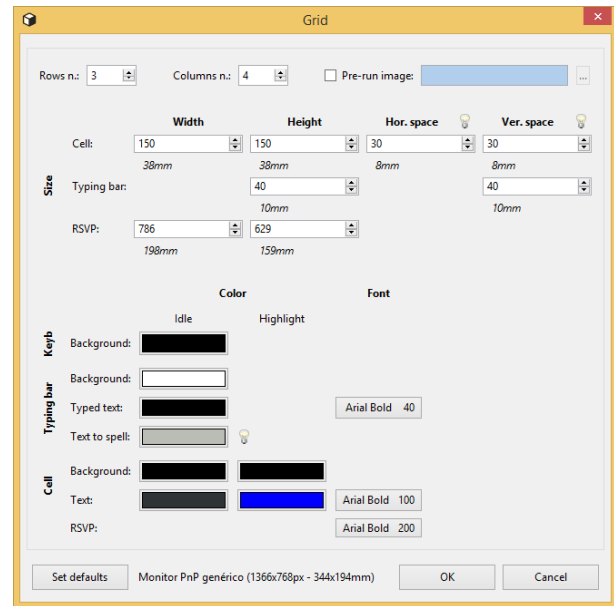 Grid
Rows n.: 3 Columns n.: 4 Pre-run image: ...
Width Height Hor. space Ver. space
Cell: 150 150 30 30
38mm 38mm 8mm 8mm
Size
Typing bar: 40 40
10mm 10mm
RSVP: 786 629
198mm 159mm
Color Font
Idle Highlight
Keyb
Background:
Typing bar
Background:
Typed text: Arial Bold 40
Text to spell:
Cell
Background:
Text: Arial Bold 100
RSVP: Arial Bold 200
Set defaults Monitor PnP genérico (1366x768px - 344x194mm) OK Cancel